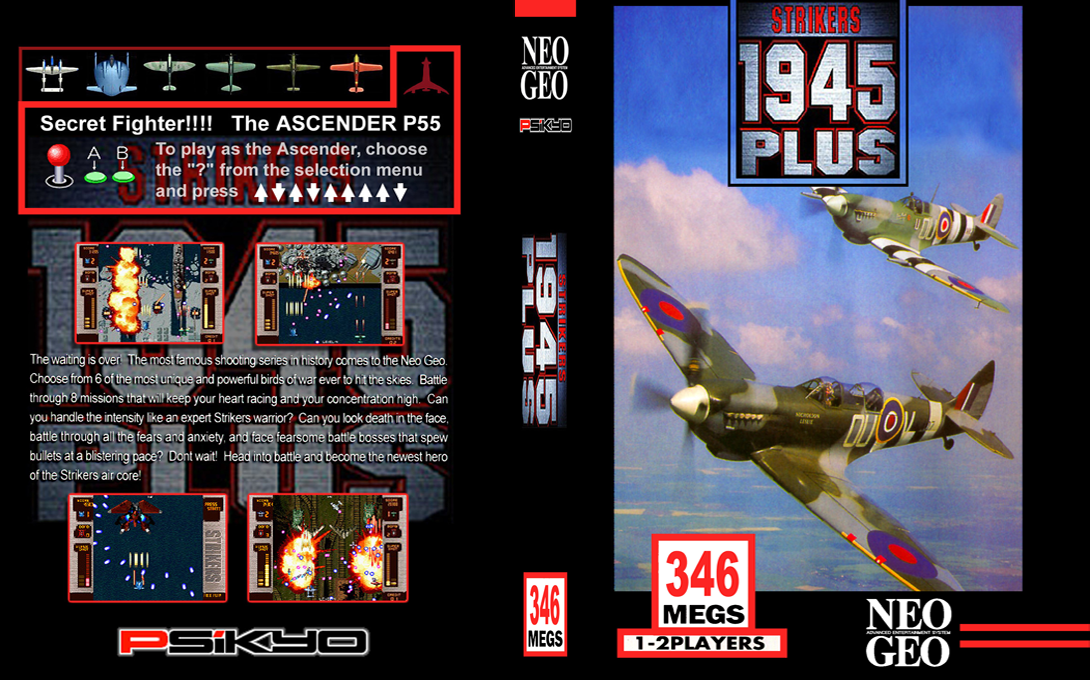 Secret Fighter!!!! The ASCENDER P55
A B
To play as the Ascender, choose
the "?" from the selection menu
and press
The waiting is over The most famous shooting series in history comes to the Neo Geo.
Choose from 6 of the most unique and powerful birds of war ever to hit the skies. Battle
through 8 missions that will keep your heart racing and your concentration high. Can
you handle the intensity like an expert Strikers warrior? Can you look death in the face,
battle through all the fears and anxiety, and face fearsome battle bosses that spew
bullets at a blistering pace? Dont wait! Head into battle and become the newest hero
of the Strikers air core!
STRIKERS
PSIKYO
NEO
ADVANCED ENTERTAINMENT SYSTEM
GEO
PSIKYO
STRIKERS
1945
PLUS
346
MEGS
STRIKERS
1945
PLUS
346
MEGS
1-2PLAYERS
NEO
ADVANCED ENTERTAINMENT SYSTEM
GEO